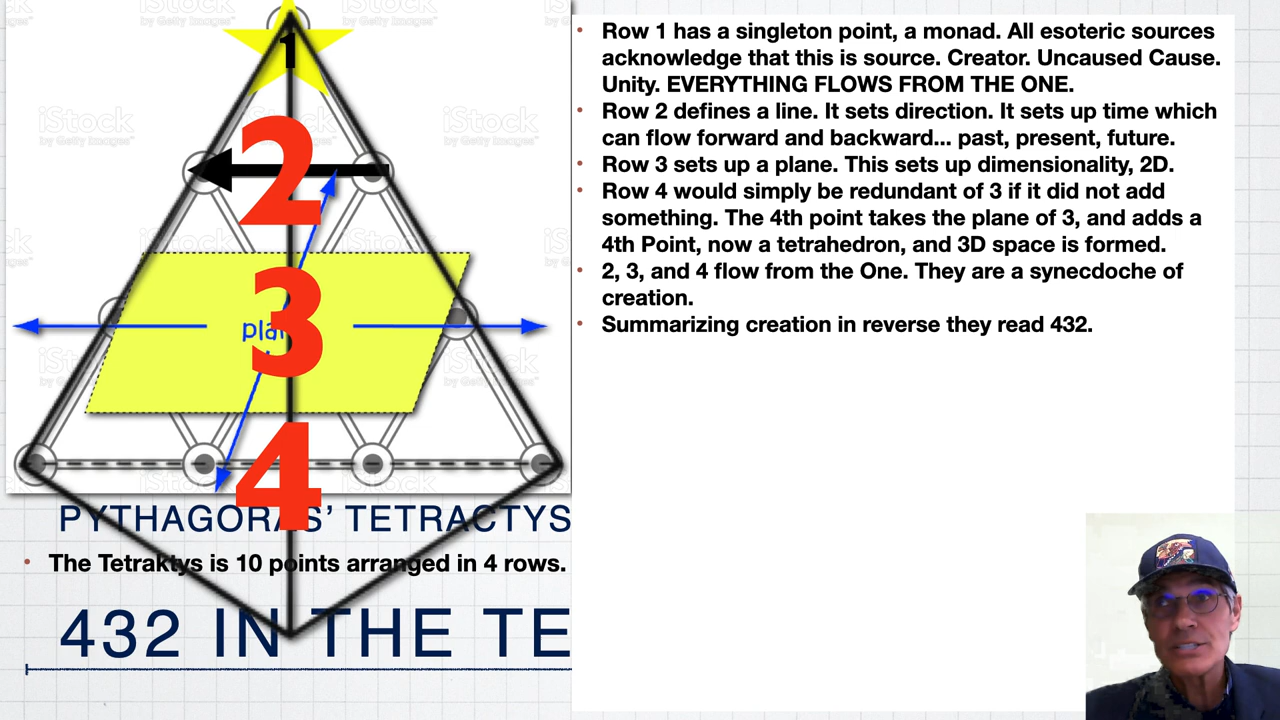 iStock
by Getty Images™
1
2
3
4
plan
PYTHAGORAS’ TETRACTYS
• The Tetraktys is 10 points arranged in 4 rows.
432 IN THE TE
• Row 1 has a singleton point, a monad. All esoteric sources
acknowledge that this is source. Creator. Uncaused Cause.
Unity. EVERYTHING FLOWS FROM THE ONE.
• Row 2 defines a line. It sets direction. It sets up time which
can flow forward and backward... past, present, future.
• Row 3 sets up a plane. This sets up dimensionality, 2D.
• Row 4 would simply be redundant of 3 if it did not add
something. The 4th point takes the plane of 3, and adds a
4th Point, now a tetrahedron, and 3D space is formed.
• 2, 3, and 4 flow from the One. They are a synecdoche of
creation.
• Summarizing creation in reverse they read 432.